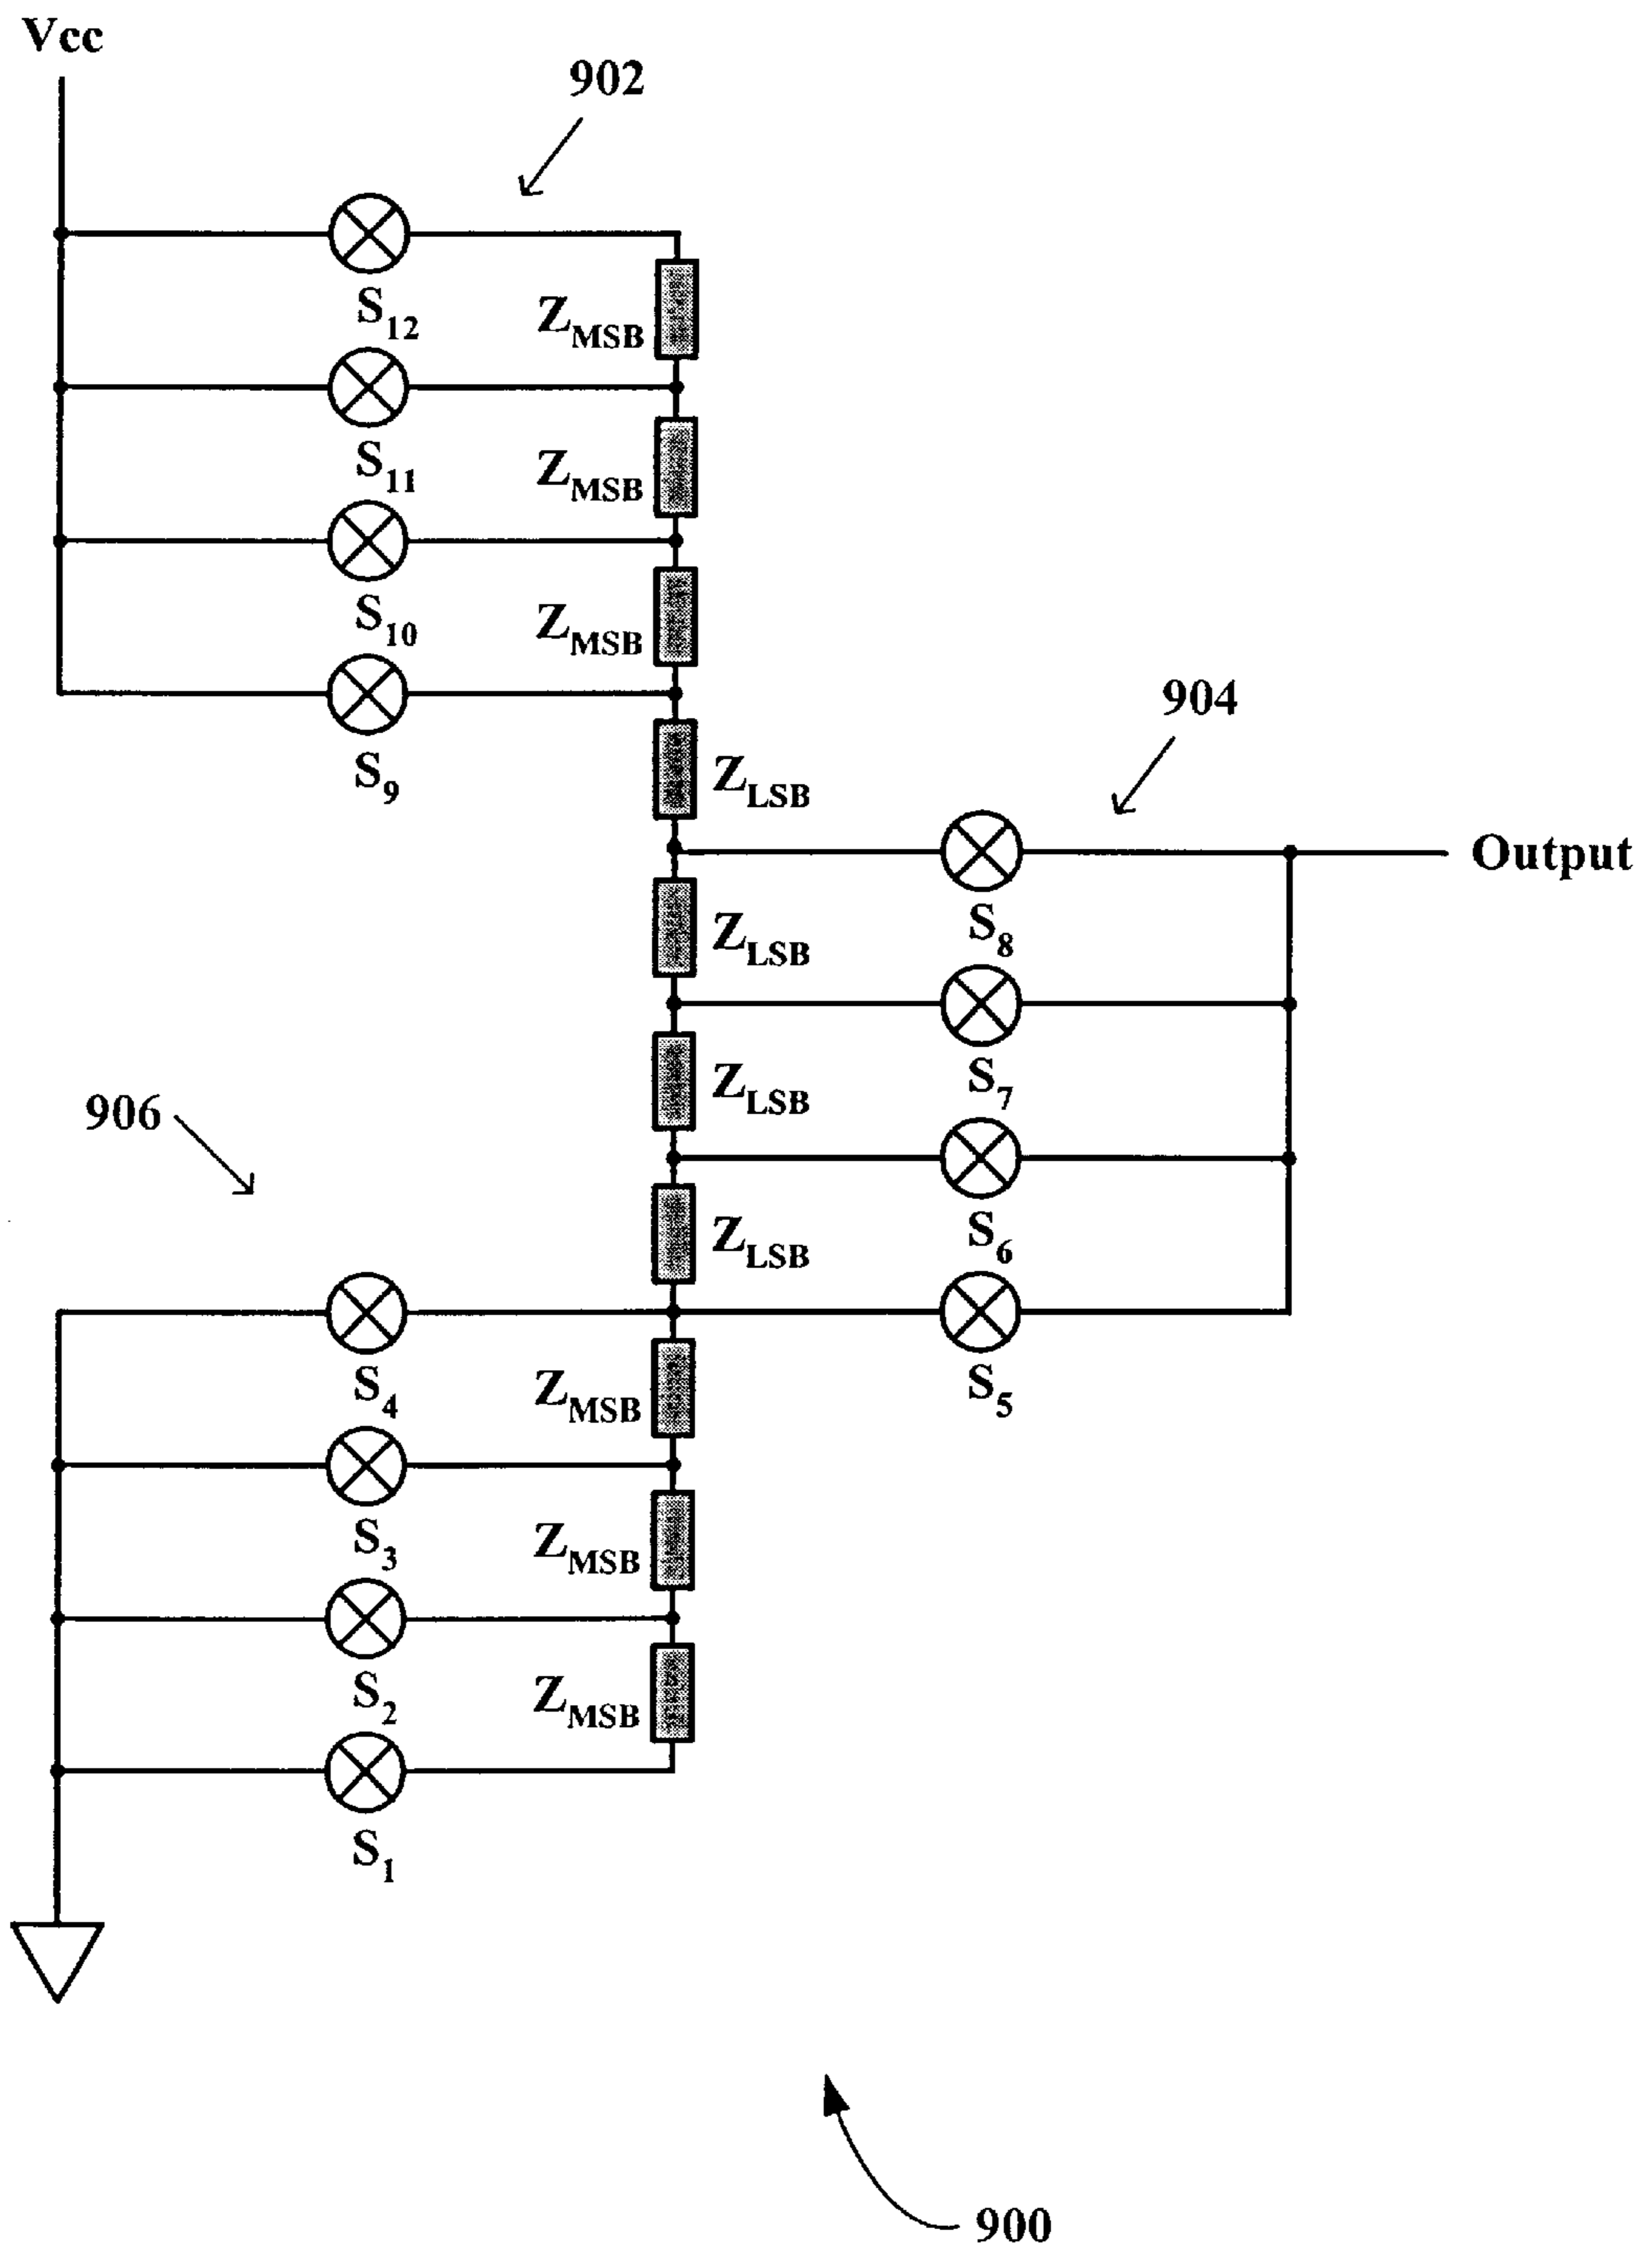 Vcc
902
S12
ZMSB
S11
ZMSB
S10
ZMSB
S9
904
ZLSB
Output
S8
ZLSB
S7
ZLSB
906
S6
ZLSB
S4
S5
ZMSB
S3
ZMSB
S2
ZMSB
S1
900